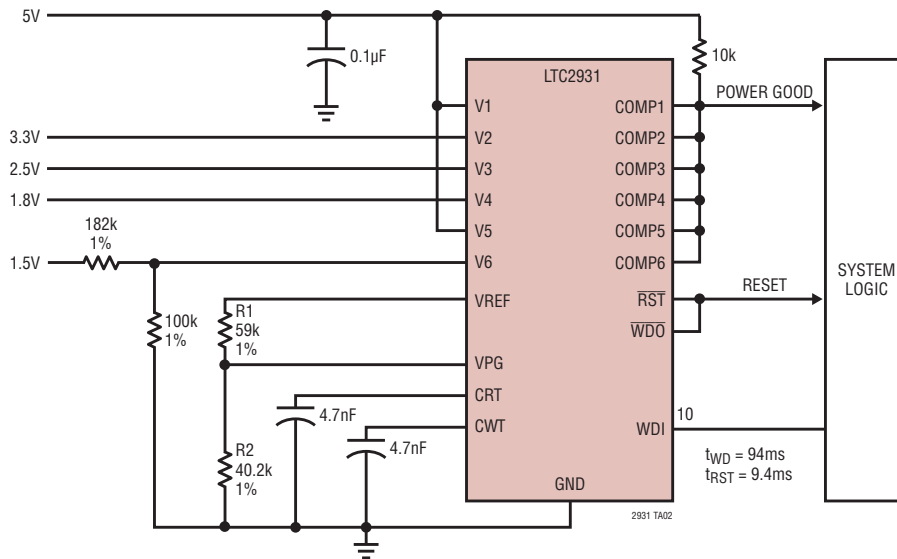 5V
0.1µF
10k
LTC2931
POWER GOOD
V1
COMP1
3.3V
V2
COMP2
2.5V
V3
COMP3
1.8V
V4
COMP4
V5
COMP5
182k
1%
1.5V
V6
COMP6
SYSTEM
LOGIC
100k
1%
R1
59k
1%
VREF
RST
RESET
WDO
VPG
CRT
4.7nF
CWT
4.7nF
10
WDI
R2
40.2k
1%
tWD = 94ms
tRST = 9.4ms
GND
2931 TA02